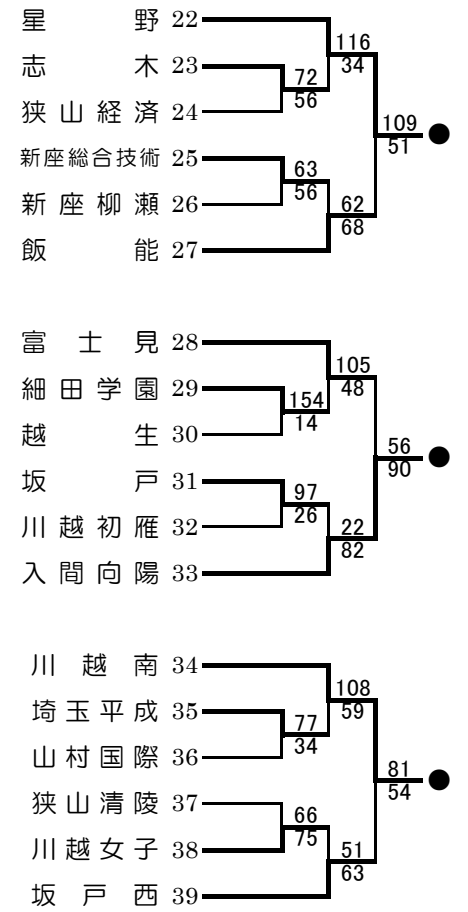 星野 22
116
34
志木 23
72
56
狭山経済 24
109
51
新座総合技術 25
63
56
新座柳瀬 26
62
68
飯能 27
富士見 28
105
48
細田学園 29
154
14
越生 30
56
90
坂戸 31
97
26
川越初雁 32
22
82
入間向陽 33
川越南 34
108
59
埼玉平成 35
77
34
山村国際 36
81
54
狭山清陵 37
66
75
川越女子 38
51
63
坂戸西 39